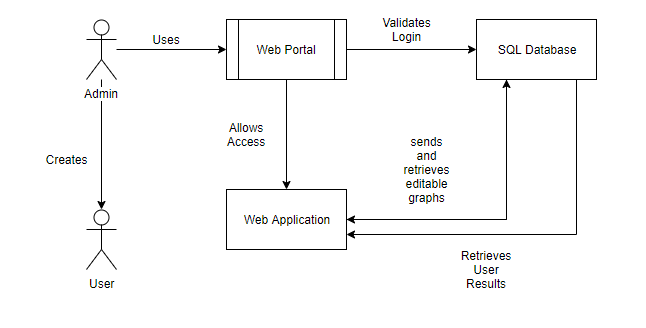 Validates
Login
Uses
Web Portal
SQL Database
Admin
Allows
Access
sends
and
retrieves
editable
graphs
Creates
Web Application
Retrieves
User
Results
User